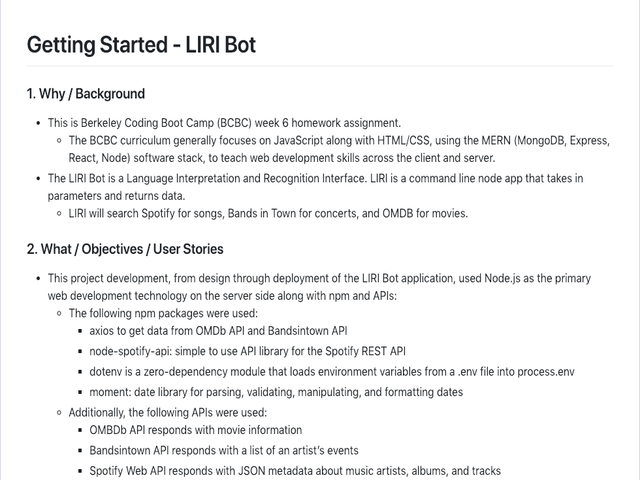 Getting Started - LIRI Bot
1. Why / Background
• This is Berkeley Coding Boot Camp (BCBC) week 6 homework assignment.
◦ The BCBC curriculum generally focuses on JavaScript along with HTML/CSS, using the MERN (MongoDB, Express,
React, Node) software stack, to teach web development skills across the client and server.
• The LIRI Bot is a Language Interpretation and Recognition Interface. LIRI is a command line node app that takes in
parameters and returns data.
◦ LIRI will search Spotify for songs, Bands in Town for concerts, and OMDB for movies.
2. What / Objectives / User Stories
• This project development, from design through deployment of the LIRI Bot application, used Node.js as the primary
web development technology on the server side along with npm and APIs:
◦ The following npm packages were used:
▪ axios to get data from OMDb API and Bandsintown API
▪ node-spotify-api: simple to use API library for the Spotify REST API
▪ dotenv is a zero-dependency module that loads environment variables from a .env file into process.env
▪ moment: date library for parsing, validating, manipulating, and formatting dates
◦ Additionally, the following APIs were used:
▪ OMBDb API responds with movie information
▪ Bandsintown API responds with a list of an artist's events
▪ Spotify Web API responds with JSON metadata about music artists, albums, and tracks